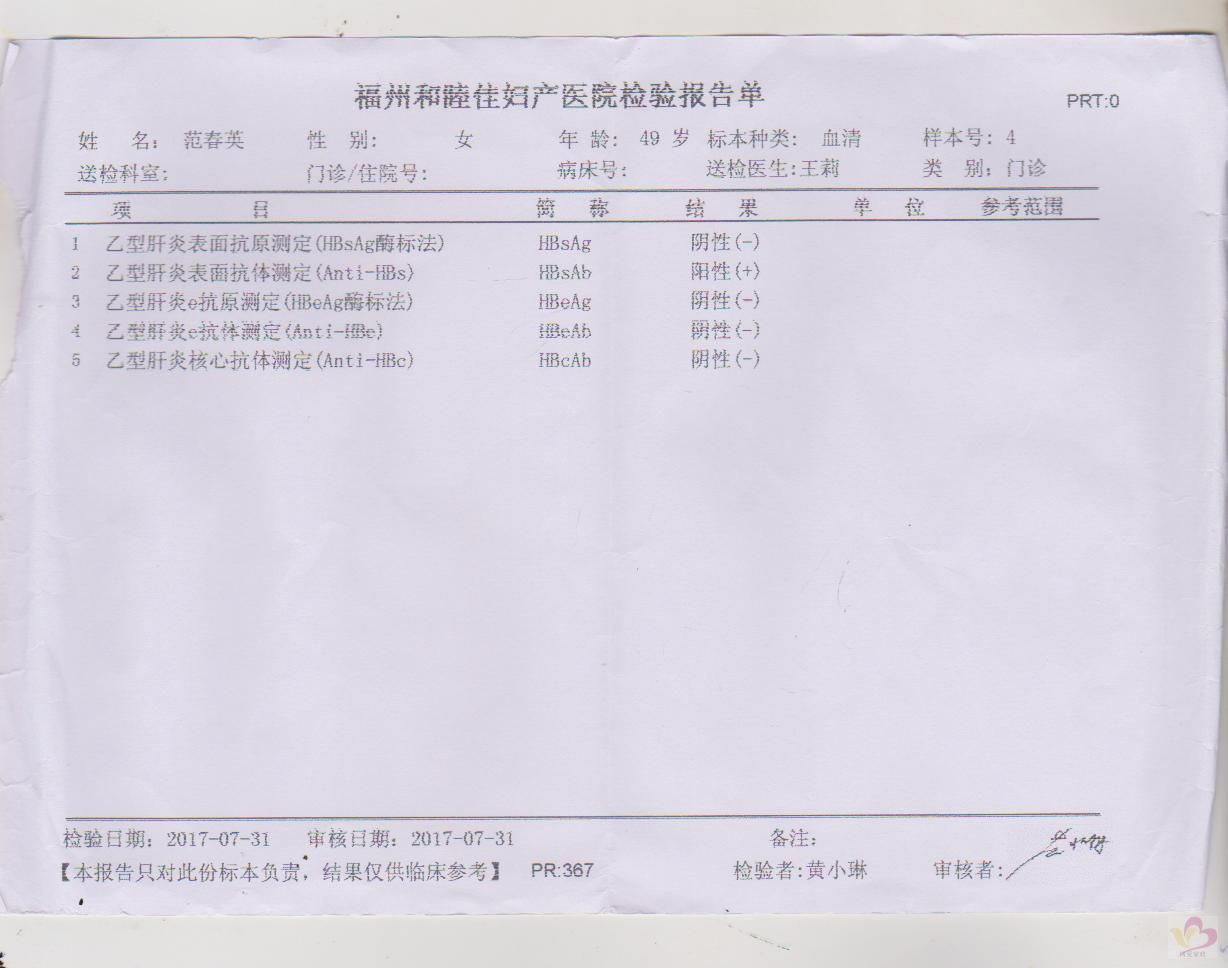 福州和睦佳妇产医院检验报告单
PRT:0
姓 名: 范春英 性 别: 女 年 龄: 49 岁 标本种类: 血清 样本号: 4
送检科室: 门诊/住院号: 病床号: 送检医生:王莉 类 别: 门诊
项 目 简 称 结 果 单 位 参考范围
1 乙型肝炎表面抗原测定(HBsAg酶标法) HBsAg 阴性(-)
2 乙型肝炎表面抗体测定(Anti-HBs) HBsAb 阳性(+)
3 乙型肝炎e抗原测定(HBeAg酶标法) HBeAg 阴性(-)
4 乙型肝炎e抗体测定(Anti-HBe) HBeAb 阴性(-)
5 乙型肝炎核心抗体测定(Anti-HBc) HBcAb 阴性(-)
检验日期: 2017-07-31 审核日期: 2017-07-31 备注:
【本报告只对此份标本负责, 结果仅供临床参考】 PR:367 检验者:黄小琳 审核者: